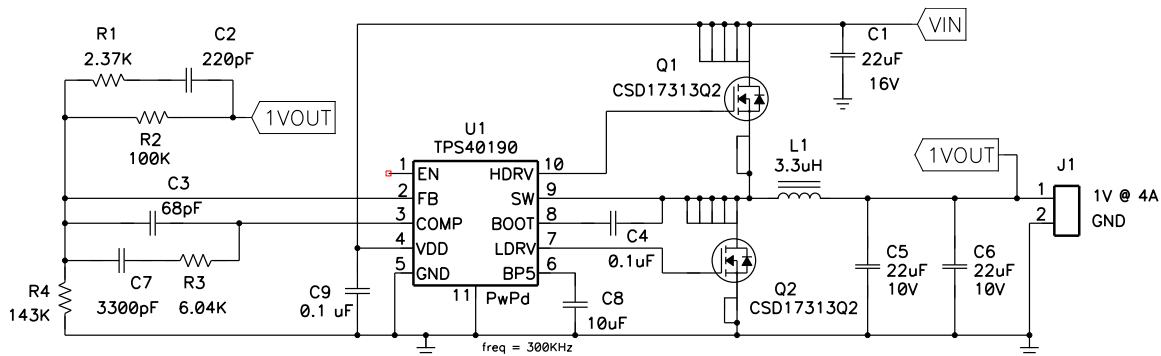 R1
2.37K
C2
220pF
1VOUT
R2
100K
C3
68pF
C7
3300pF
R3
6.04K
R4
143K
C9
0.1 uF
U1
TPS40190
1 EN
2 FB
3 COMP
4 VDD
5 GND
HDRV 10
SW 9
BOOT 8
LDRV 7
BP5 6
11 PwPd
freq = 300KHz
C8
10uF
C4
0.1uF
Q1
CSD17313Q2
Q2
CSD17313Q2
VIN
C1
22uF
16V
L1
3.3uH
1VOUT
C5
22uF
10V
C6
22uF
10V
J1
1
2
1V @ 4A
GND